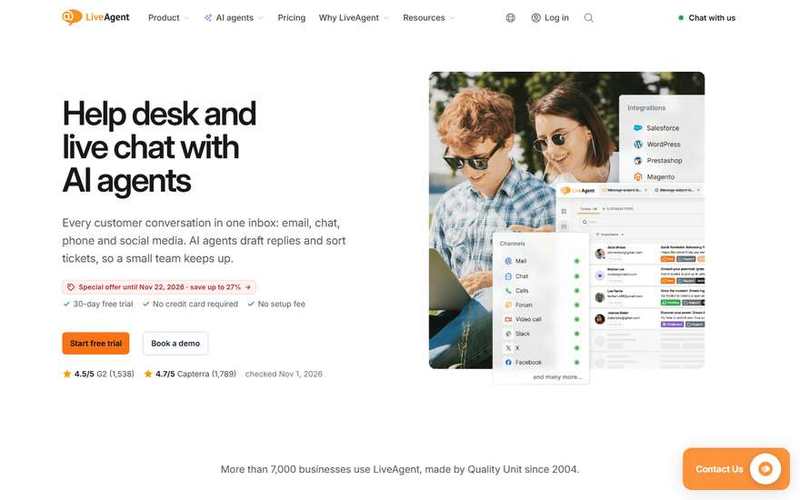 LiveAgent
Product
AI agents
Pricing
Why LiveAgent
Resources
Log in
Chat with us
Help desk and
live chat with
AI agents
Every customer conversation in one inbox: email, chat,
phone and social media. AI agents draft replies and sort
tickets, so a small team keeps up.
Special offer until Nov 22, 2026 · save up to 27% →
30-day free trial
No credit card required
No setup fee
Start free trial
Book a demo
4.5/5 G2 (1,538)
4.7/5 Capterra (1,789)
checked Nov 1, 2026
Integrations
Salesforce
WordPress
Prestashop
Magento
LiveAgent
Channels
Mail
Chat
Calls
Forum
Video call
Slack
X
Facebook
and many more...
More than 7,000 businesses use LiveAgent, made by Quality Unit since 2004.
Contact Us